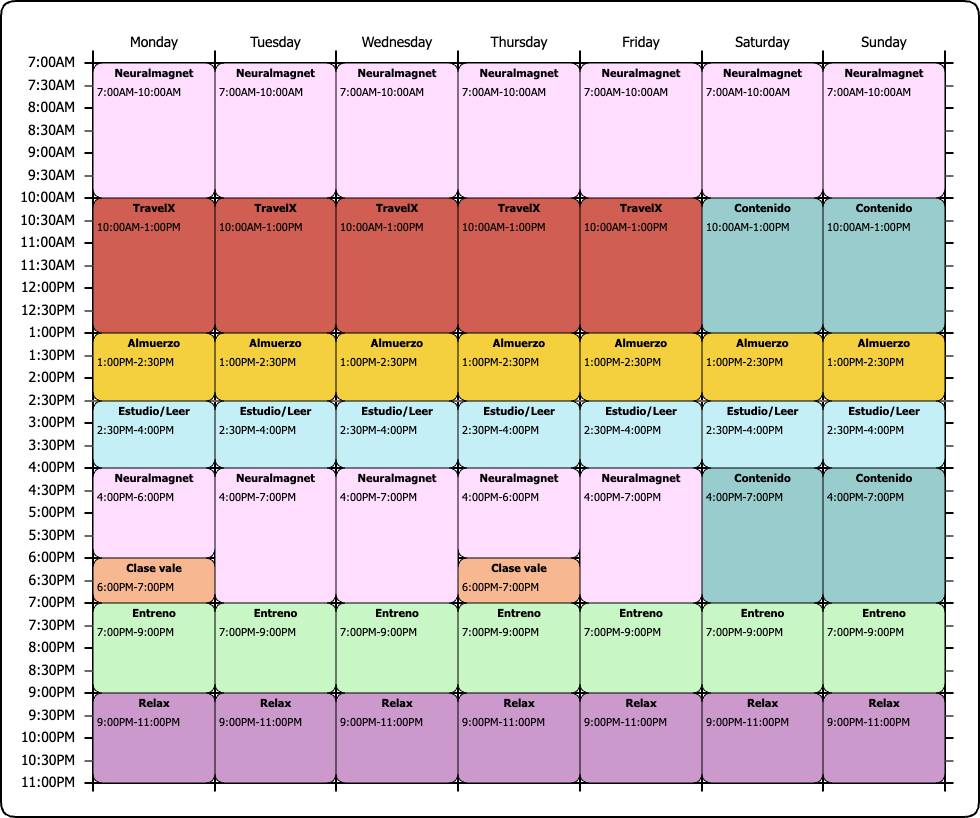 Monday Tuesday Wednesday Thursday Friday Saturday Sunday
7:00AM
Neuralmagnet Neuralmagnet Neuralmagnet Neuralmagnet Neuralmagnet Neuralmagnet Neuralmagnet
7:30AM
7:00AM-10:00AM 7:00AM-10:00AM 7:00AM-10:00AM 7:00AM-10:00AM 7:00AM-10:00AM 7:00AM-10:00AM 7:00AM-10:00AM
8:00AM
8:30AM
9:00AM
9:30AM
10:00AM
TravelX TravelX TravelX TravelX TravelX Contenido Contenido
10:30AM
10:00AM-1:00PM 10:00AM-1:00PM 10:00AM-1:00PM 10:00AM-1:00PM 10:00AM-1:00PM 10:00AM-1:00PM 10:00AM-1:00PM
11:00AM
11:30AM
12:00PM
12:30PM
1:00PM
Almuerzo Almuerzo Almuerzo Almuerzo Almuerzo Almuerzo Almuerzo
1:30PM
1:00PM-2:30PM 1:00PM-2:30PM 1:00PM-2:30PM 1:00PM-2:30PM 1:00PM-2:30PM 1:00PM-2:30PM 1:00PM-2:30PM
2:00PM
2:30PM
Estudio/Leer Estudio/Leer Estudio/Leer Estudio/Leer Estudio/Leer Estudio/Leer Estudio/Leer
3:00PM
2:30PM-4:00PM 2:30PM-4:00PM 2:30PM-4:00PM 2:30PM-4:00PM 2:30PM-4:00PM 2:30PM-4:00PM 2:30PM-4:00PM
3:30PM
4:00PM
Neuralmagnet Neuralmagnet Neuralmagnet Neuralmagnet Neuralmagnet Contenido Contenido
4:30PM
4:00PM-6:00PM 4:00PM-7:00PM 4:00PM-7:00PM 4:00PM-6:00PM 4:00PM-7:00PM 4:00PM-7:00PM 4:00PM-7:00PM
5:00PM
5:30PM
6:00PM
Clase vale Clase vale
6:30PM
6:00PM-7:00PM 6:00PM-7:00PM
7:00PM
Entreno Entreno Entreno Entreno Entreno Entreno Entreno
7:30PM
7:00PM-9:00PM 7:00PM-9:00PM 7:00PM-9:00PM 7:00PM-9:00PM 7:00PM-9:00PM 7:00PM-9:00PM 7:00PM-9:00PM
8:00PM
8:30PM
9:00PM
Relax Relax Relax Relax Relax Relax Relax
9:30PM
9:00PM-11:00PM 9:00PM-11:00PM 9:00PM-11:00PM 9:00PM-11:00PM 9:00PM-11:00PM 9:00PM-11:00PM 9:00PM-11:00PM
10:00PM
10:30PM
11:00PM